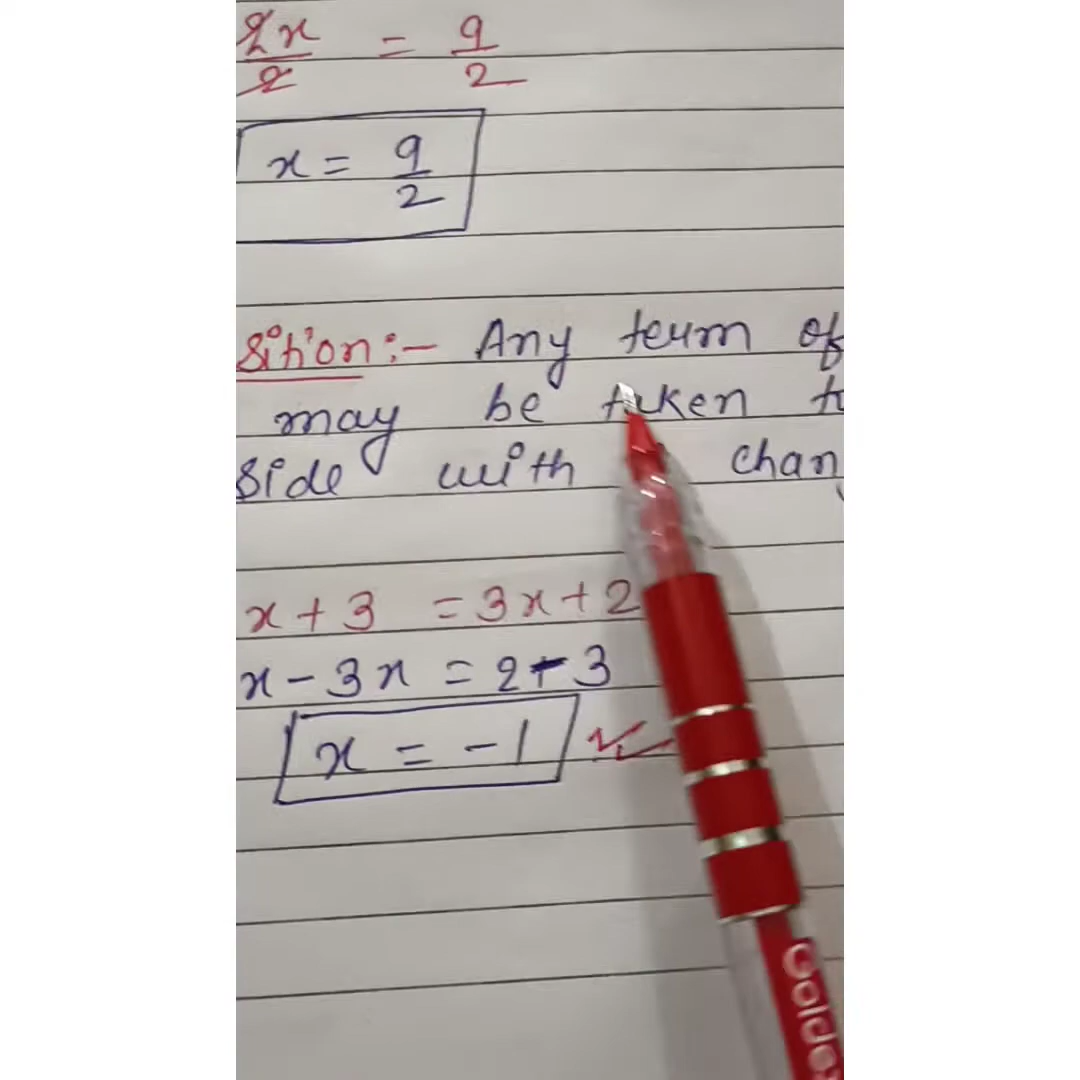 2x/2 = 9/2
x = 9/2
sition :- Any term of
may be taken t
side with chan
x + 3 = 3x + 2
x - 3x = 2 - 3
x = -1
Golde